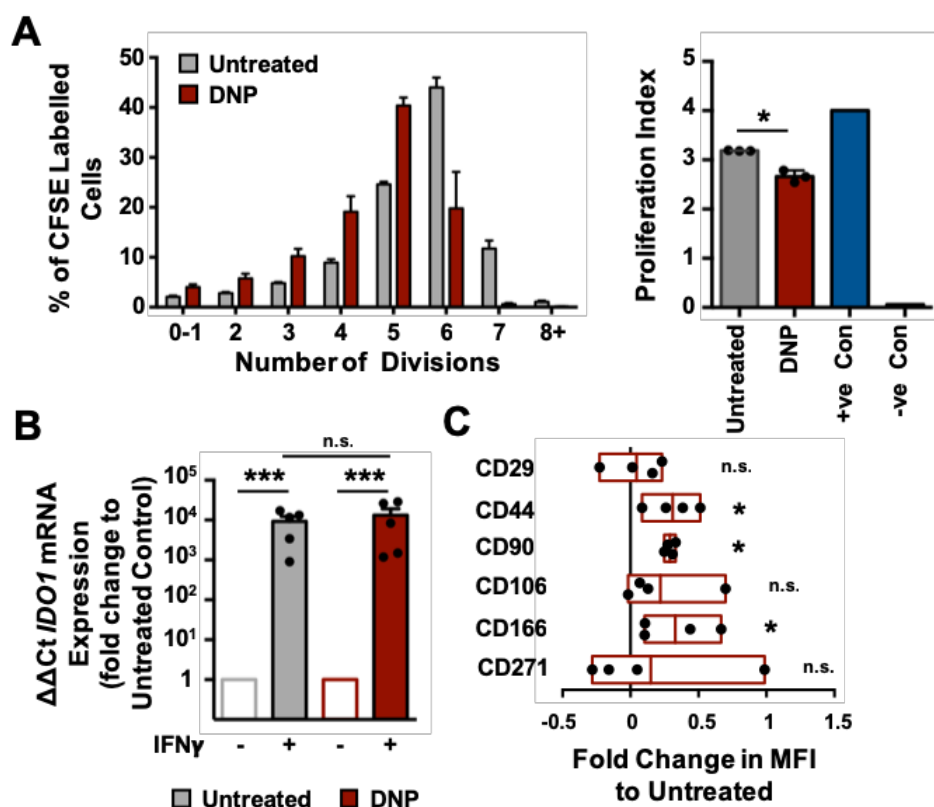 A
% of CFSE Labelled
Cells
50
40
30
20
10
0
Untreated
DNP
0-1 2 3 4 5 6 7 8+
Number of Divisions
Proliferation Index
5
4
3
2
1
0
*
Untreated
DNP
+ve Con
-ve Con
B
ΔΔCt IDO1 mRNA
Expression
(fold change to
Untreated Control)
10⁵
10⁴
10³
10²
10¹
1
n.s.
*** ***
IFNγ - + - +
Untreated DNP
C
CD29 n.s.
CD44 *
CD90 *
CD106 n.s.
CD166 *
CD271 n.s.
-0.5 0 0.5 1 1.5
Fold Change in MFI
to Untreated